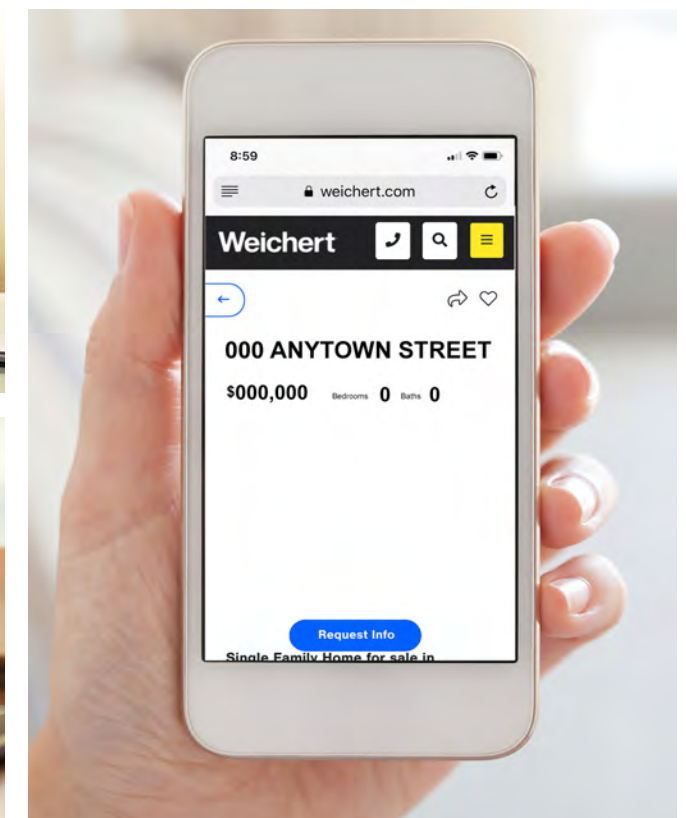 8:59
weichert.com
Weichert
000 ANYTOWN STREET
$000,000 Bedrooms 0 Baths 0
Request Info
Single Family Home for sale in